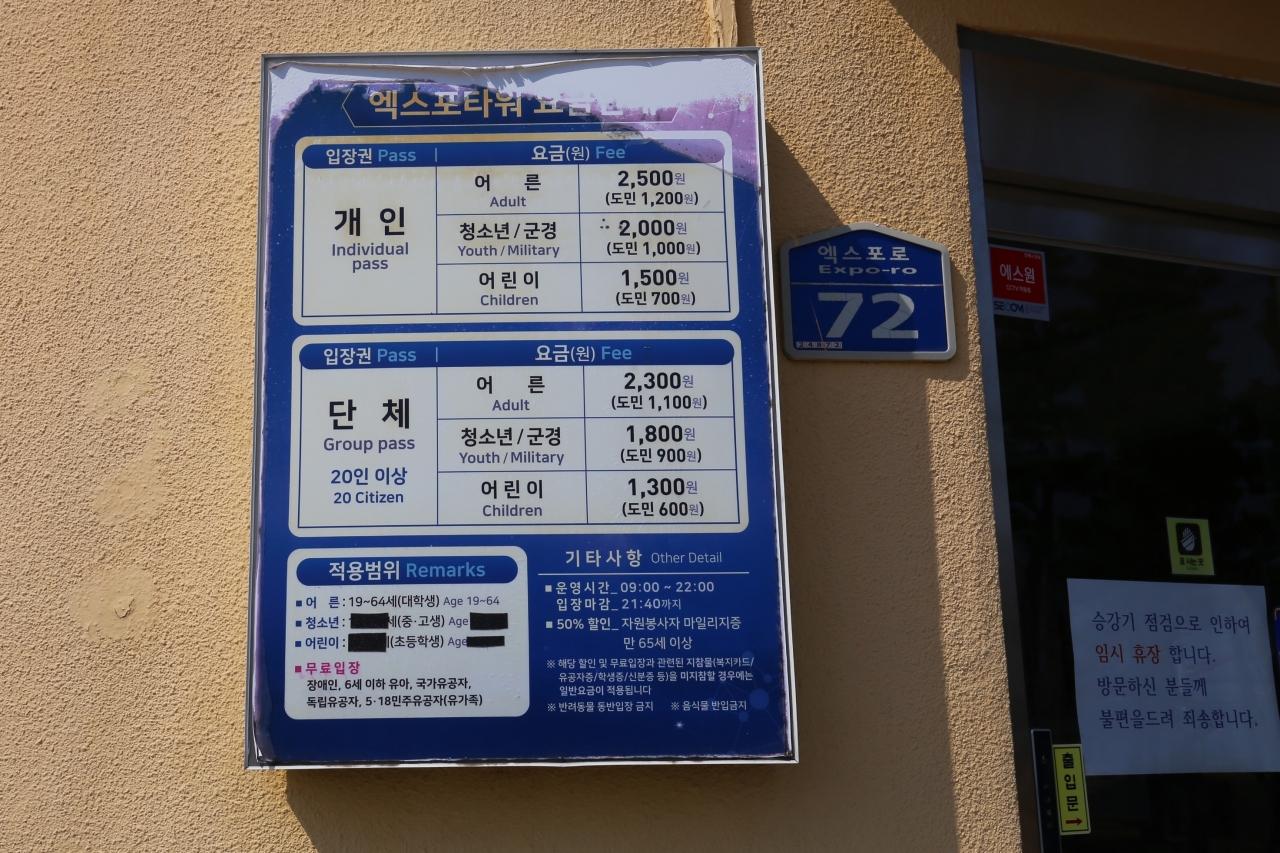 엑스포타워 요금
입장권 Pass
요금(원) Fee
개 인
Individual
pass
어 른
Adult
2,500원
(도민 1,200원)
청소년/군경
Youth/Military
2,000원
(도민 1,000원)
어린이
Children
1,500원
(도민 700원)
입장권 Pass
요금(원) Fee
단 체
Group pass
20인 이상
20 Citizen
어 른
Adult
2,300원
(도민 1,100원)
청소년/군경
Youth/Military
1,800원
(도민 900원)
어린이
Children
1,300원
(도민 600원)
적용범위 Remarks
어 른 : 19~64세(대학생) Age 19~64
청소년 : 세(중·고생) Age
어린이 : (초등학생) Age
무료입장
장애인, 6세 이하 유아, 국가유공자,
독립유공자, 5·18민주유공자(유가족)
기타사항 Other Detail
운영시간_ 09:00 ~ 22:00
입장마감_ 21:40까지
50% 할인_ 자원봉사자 마일리지증
만 65세 이상
※ 해당 할인 및 무료입장과 관련된 지참물(복지카드/
유공자증/학생증/신분증 등)을 미지참할 경우에는
일반요금이 적용됩니다
※ 반려동물 동반입장 금지 ※ 음식물 반입금지
엑스포로
Expo-ro
72
에스원
SECOM
승강기 점검으로 인하여
임시 휴장 합니다.
방문하신 분들께
불편을드려 죄송합니다.
출입문